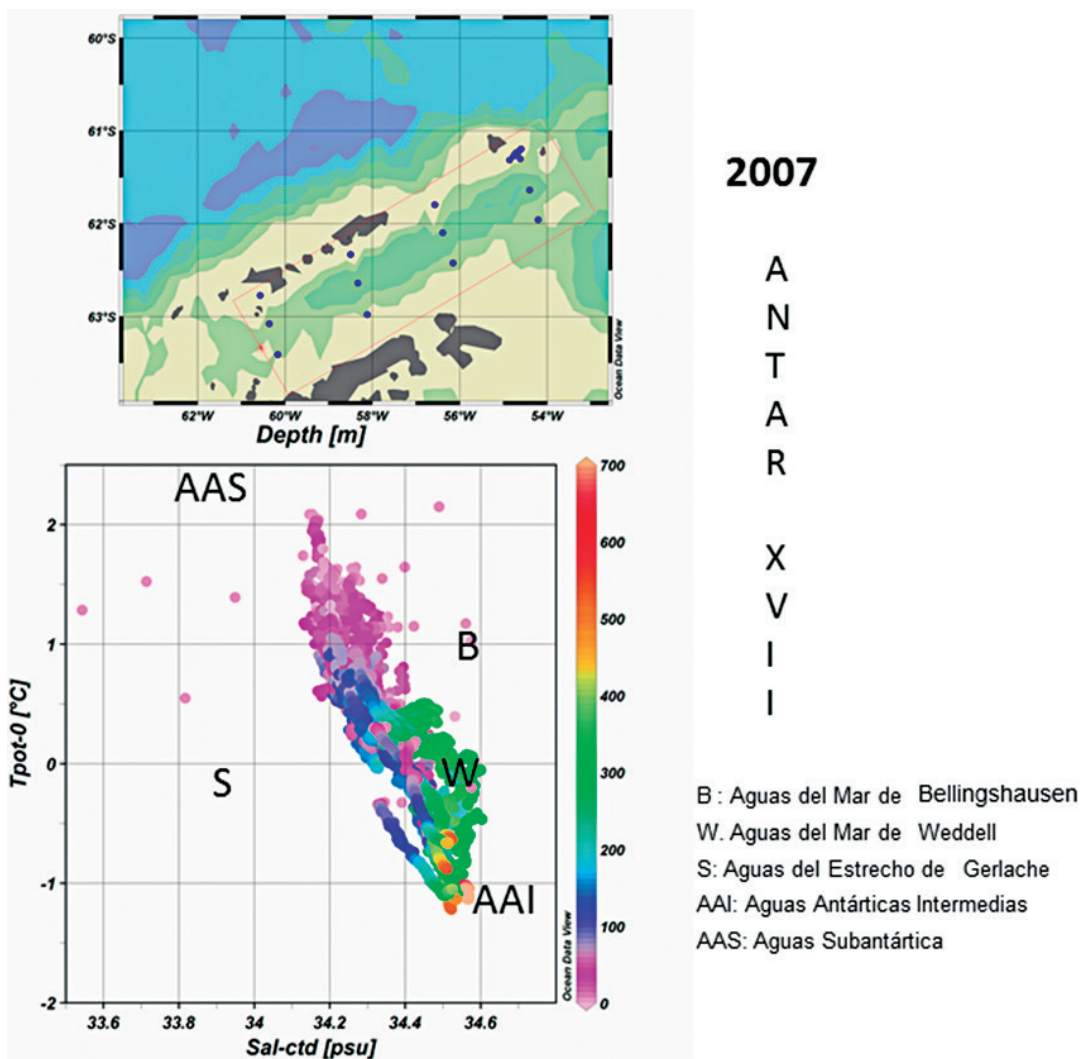 60°S
61°S
62°S
63°S
62°W
60°W
58°W
56°W
54°W
Ocean Data View
Depth [m]
2007
A
N
T
A
R
X
V
I
I
AAS
B
S
W
AAI
2
1
0
-1
-2
Tpot-0 [°C]
33.6
33.8
34
34.2
34.4
34.6
Sal-ctd [psu]
700
600
500
400
300
200
100
0
Ocean Data View
B : Aguas del Mar de Bellingshausen
W. Aguas del Mar de Weddell
S: Aguas del Estrecho de Gerlache
AAI: Aguas Antárticas Intermedias
AAS: Aguas Subantártica